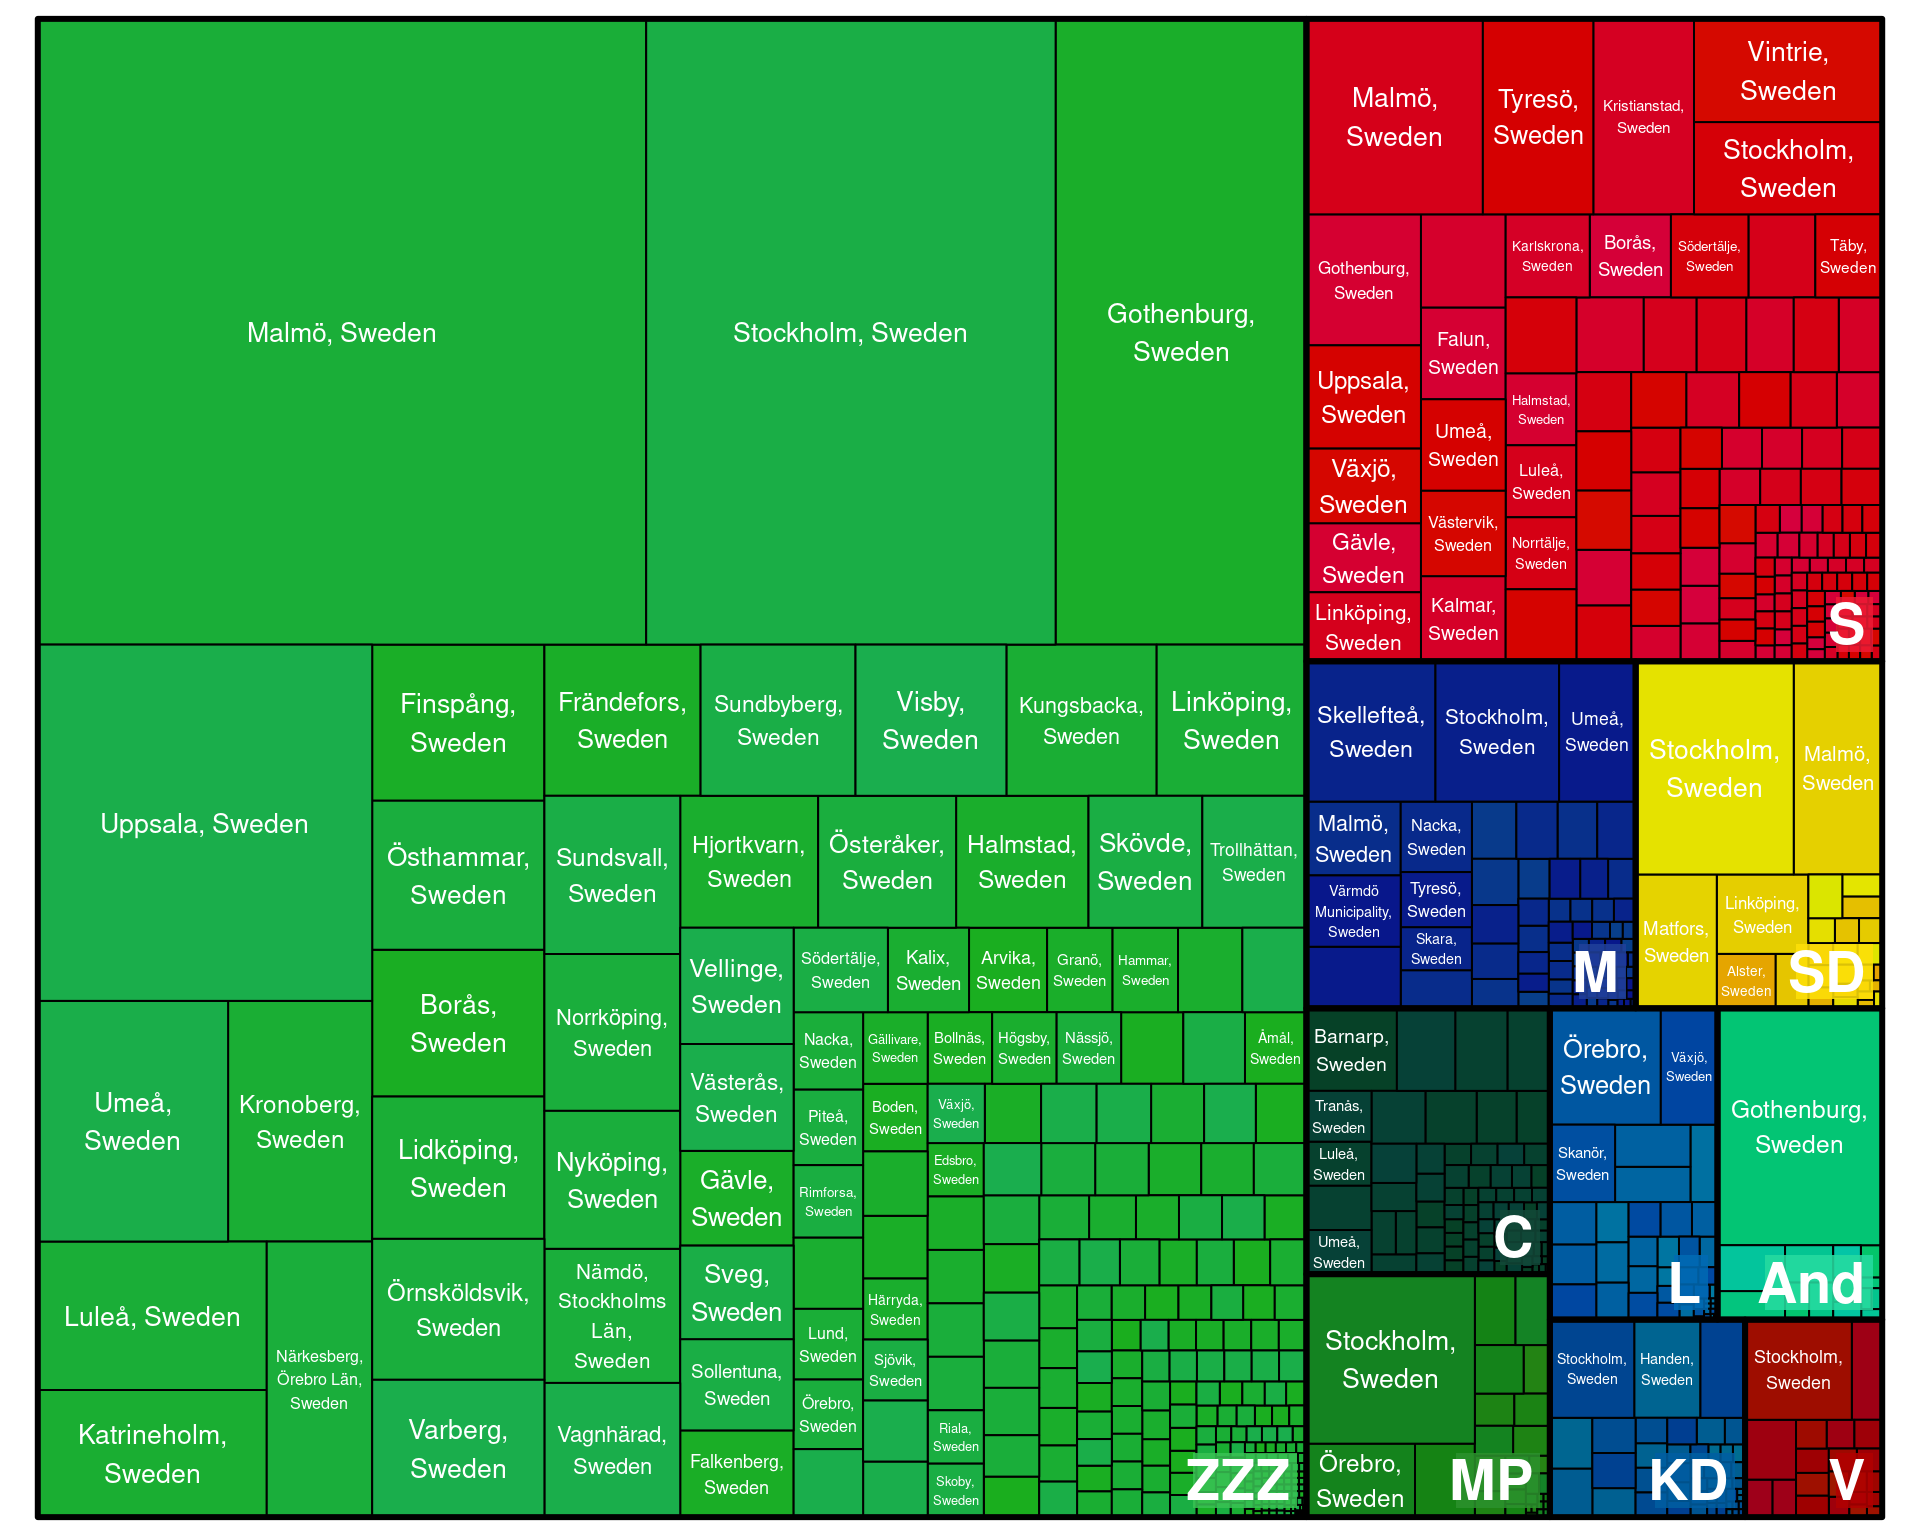 Malmö, Sweden
Stockholm, Sweden
Gothenburg,
Sweden
Uppsala, Sweden
Finspång,
Sweden
Frändefors,
Sweden
Sundbyberg,
Sweden
Visby,
Sweden
Kungsbacka,
Sweden
Linköping,
Sweden
Östhammar,
Sweden
Sundsvall,
Sweden
Hjortkvarn,
Sweden
Österåker,
Sweden
Halmstad,
Sweden
Skövde,
Sweden
Trollhättan,
Sweden
Borås,
Sweden
Norrköping,
Sweden
Vellinge,
Sweden
Södertälje,
Sweden
Kalix,
Sweden
Arvika,
Sweden
Granö,
Sweden
Hammar,
Sweden
Umeå,
Sweden
Kronoberg,
Sweden
Lidköping,
Sweden
Nyköping,
Sweden
Västerås,
Sweden
Nacka,
Sweden
Gällivare,
Sweden
Bollnäs,
Sweden
Högsby,
Sweden
Nässjö,
Sweden
Åmål,
Sweden
Piteå,
Sweden
Boden,
Sweden
Växjö,
Sweden
Gävle,
Sweden
Rimforsa,
Sweden
Edsbro,
Sweden
Luleå, Sweden
Närkesberg,
Örebro Län,
Sweden
Örnsköldsvik,
Sweden
Nämdö,
Stockholms
Län,
Sweden
Sveg,
Sweden
Härryda,
Sweden
Lund,
Sweden
Sjövik,
Sweden
Sollentuna,
Sweden
Örebro,
Sweden
Katrineholm,
Sweden
Varberg,
Sweden
Vagnhärad,
Sweden
Falkenberg,
Sweden
Riala,
Sweden
Skoby,
Sweden
ZZZ
Malmö,
Sweden
Tyresö,
Sweden
Kristianstad,
Sweden
Vintrie,
Sweden
Stockholm,
Sweden
Gothenburg,
Sweden
Karlskrona,
Sweden
Borås,
Sweden
Södertälje,
Sweden
Täby,
Sweden
Falun,
Sweden
Uppsala,
Sweden
Halmstad,
Sweden
Umeå,
Sweden
Växjö,
Sweden
Luleå,
Sweden
Västervik,
Sweden
Gävle,
Sweden
Norrtälje,
Sweden
Linköping,
Sweden
Kalmar,
Sweden
S
Skellefteå,
Sweden
Stockholm,
Sweden
Umeå,
Sweden
Malmö,
Sweden
Nacka,
Sweden
Värmdö
Municipality,
Sweden
Tyresö,
Sweden
Skara,
Sweden
M
Stockholm,
Sweden
Malmö,
Sweden
Matfors,
Sweden
Linköping,
Sweden
Alster,
Sweden
SD
Barnarp,
Sweden
Tranås,
Sweden
Luleå,
Sweden
Umeå,
Sweden
C
Örebro,
Sweden
Växjö,
Sweden
Skanör,
Sweden
L
Gothenburg,
Sweden
And
Stockholm,
Sweden
Örebro,
Sweden
MP
Stockholm,
Sweden
Handen,
Sweden
KD
Stockholm,
Sweden
V